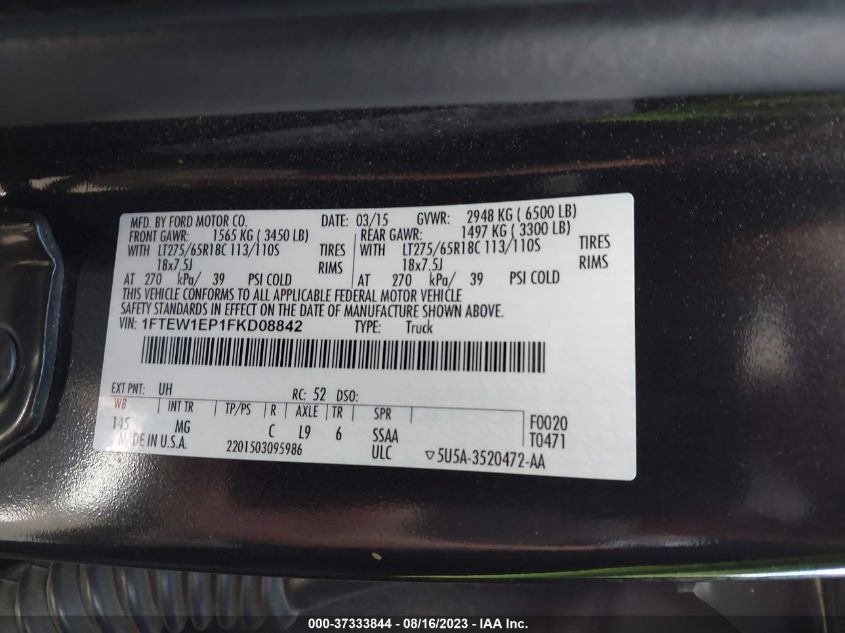 MFD. BY FORD MOTOR CO. DATE: 03/15 GVWR: 2948 KG ( 6500 LB)
FRONT GAWR: 1565 KG ( 3450 LB) REAR GAWR: 1497 KG ( 3300 LB)
WITH LT275/65R18C 113/110S TIRES WITH LT275/65R18C 113/110S TIRES
18x7.5J RIMS 18x7.5J RIMS
AT 270 kPa/ 39 PSI COLD AT 270 kPa/ 39 PSI COLD
THIS VEHICLE CONFORMS TO ALL APPLICABLE FEDERAL MOTOR VEHICLE
SAFETY STANDARDS IN EFFECT ON THE DATE OF MANUFACTURE SHOWN ABOVE.
VIN: 1FTEW1EP1FKD08842 TYPE: Truck
EXT PNT: UH RC: 52 DSO:
WB INT TR TP/PS R AXLE TR SPR F0020
145 MG C L9 6 SSAA T0471
MADE IN U.S.A. 2201503095986 ULC ▽5U5A-3520472-AA
000-37333844 - 08/16/2023 - IAA Inc.